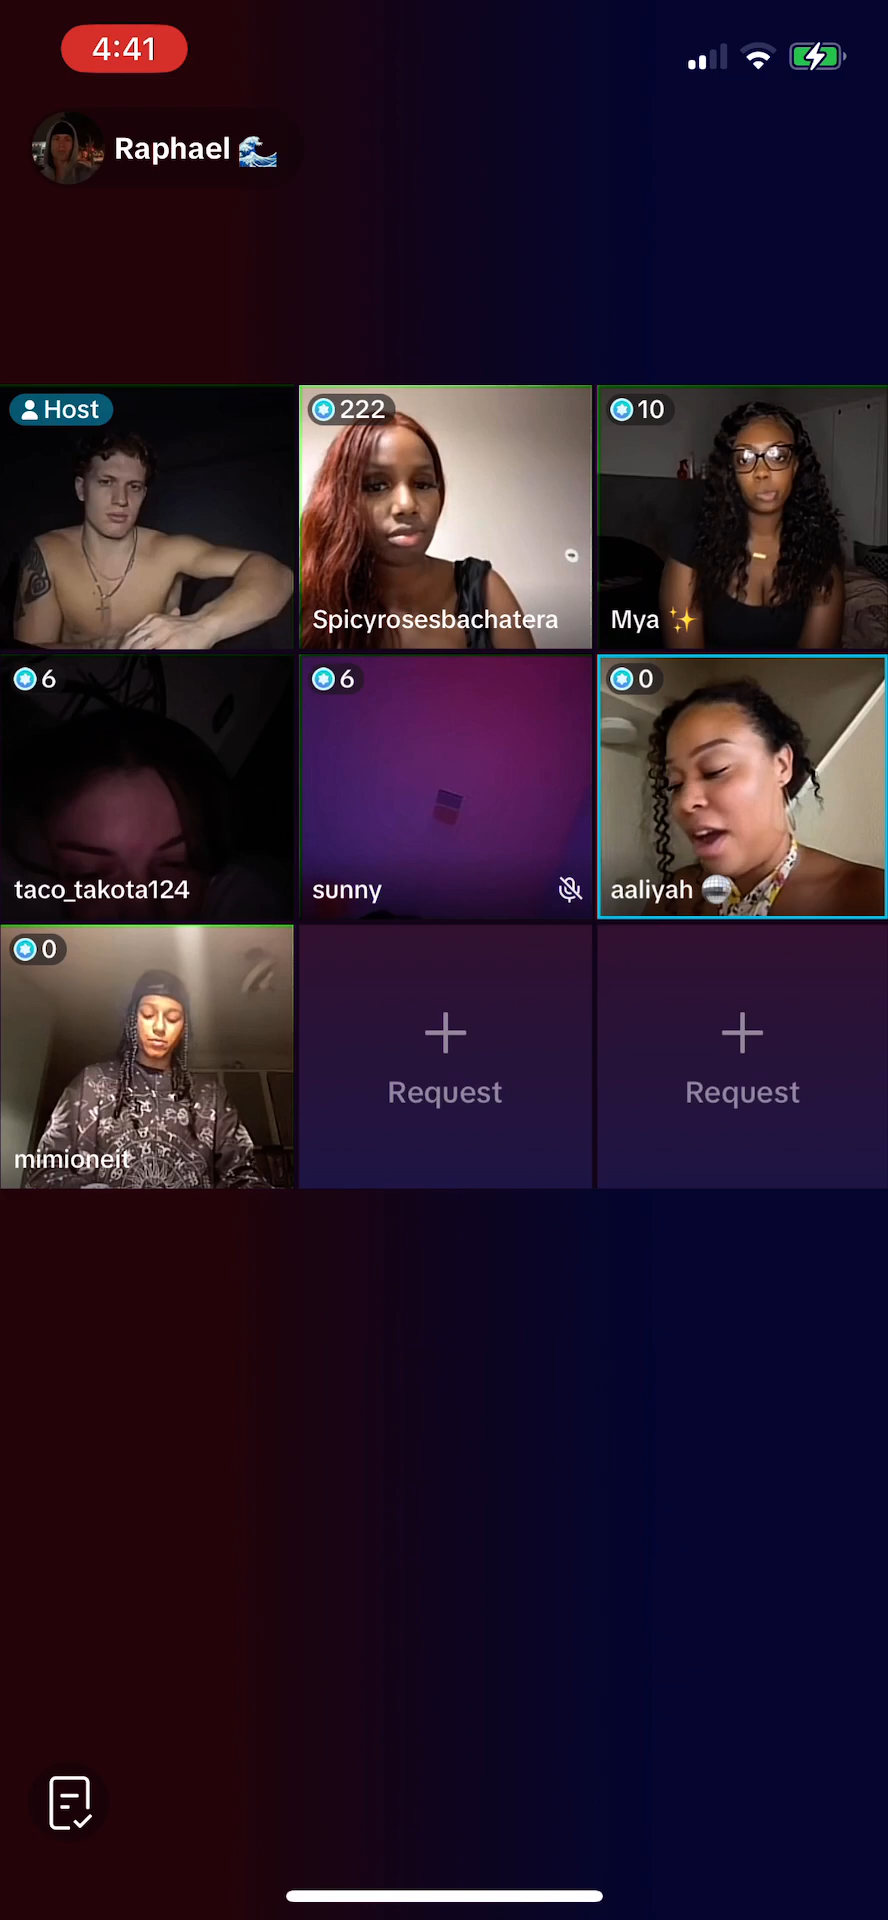 4:41
Raphael 🌊
Host
222
10
Spicyrosesbachatera
Mya ✨
6
6
0
taco_takota124
sunny
aaliyah 🪩
0
Request
Request
mimioneit